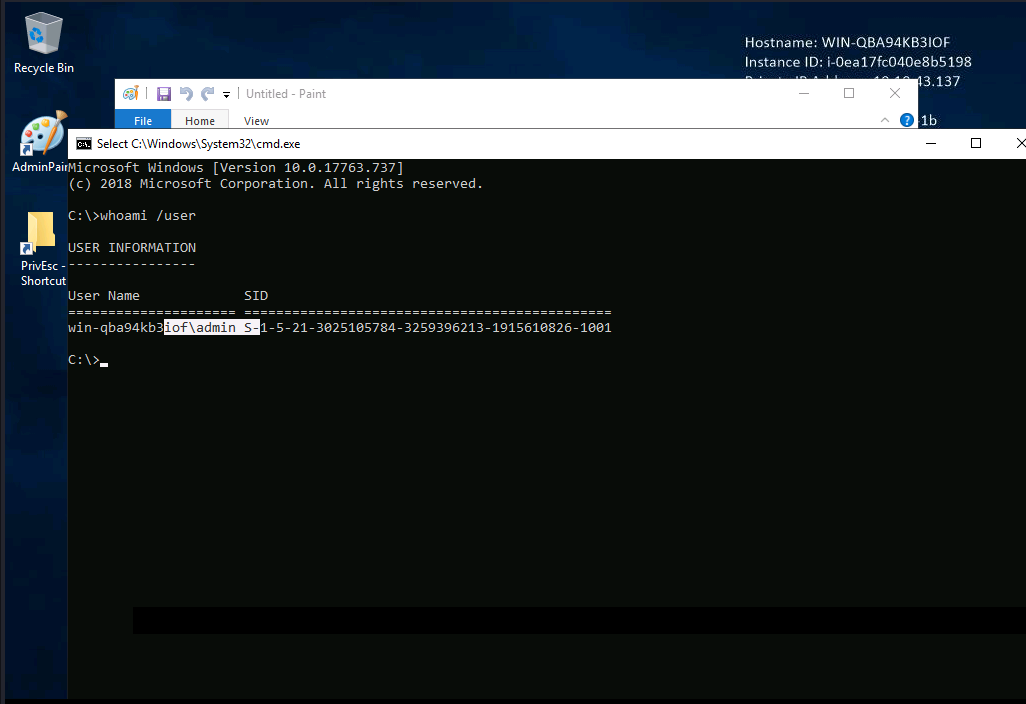 Recycle Bin
Hostname: WIN-QBA94KB3IOF
Instance ID: i-0ea17fc040e8b5198
43.137
-1b
Untitled - Paint
File Home View
AdminPain
PrivEsc -
Shortcut
Select C:\Windows\System32\cmd.exe
Microsoft Windows [Version 10.0.17763.737]
(c) 2018 Microsoft Corporation. All rights reserved.
C:\>whoami /user
USER INFORMATION
----------------
User Name SID
===================== ==============================================
win-qba94kb3iof\admin S-1-5-21-3025105784-3259396213-1915610826-1001
C:\>